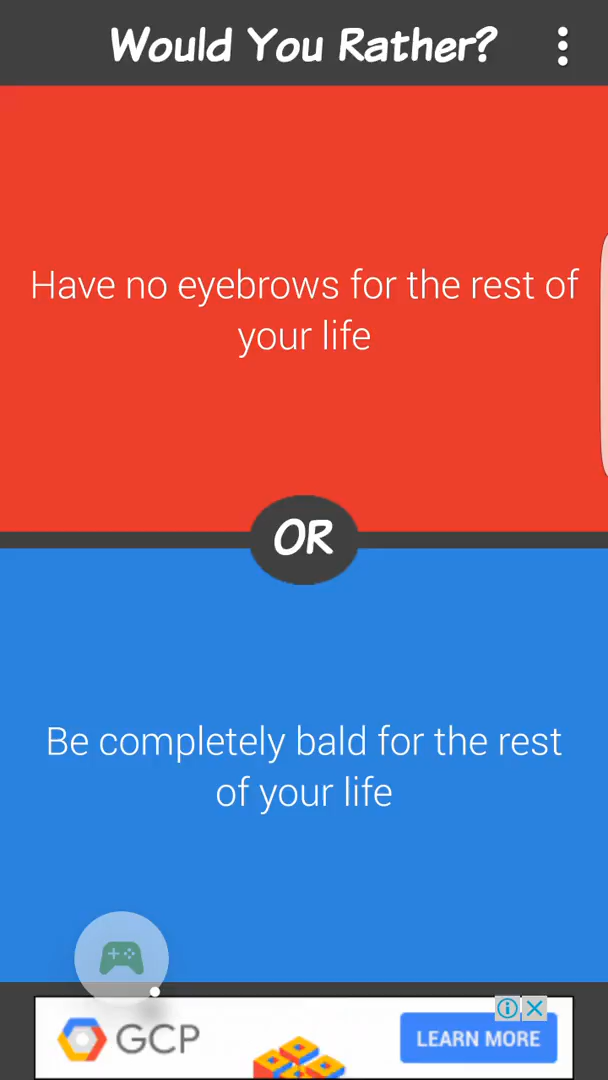 Would You Rather?
Have no eyebrows for the rest of
your life
OR
Be completely bald for the rest
of your life
GCP
LEARN MORE